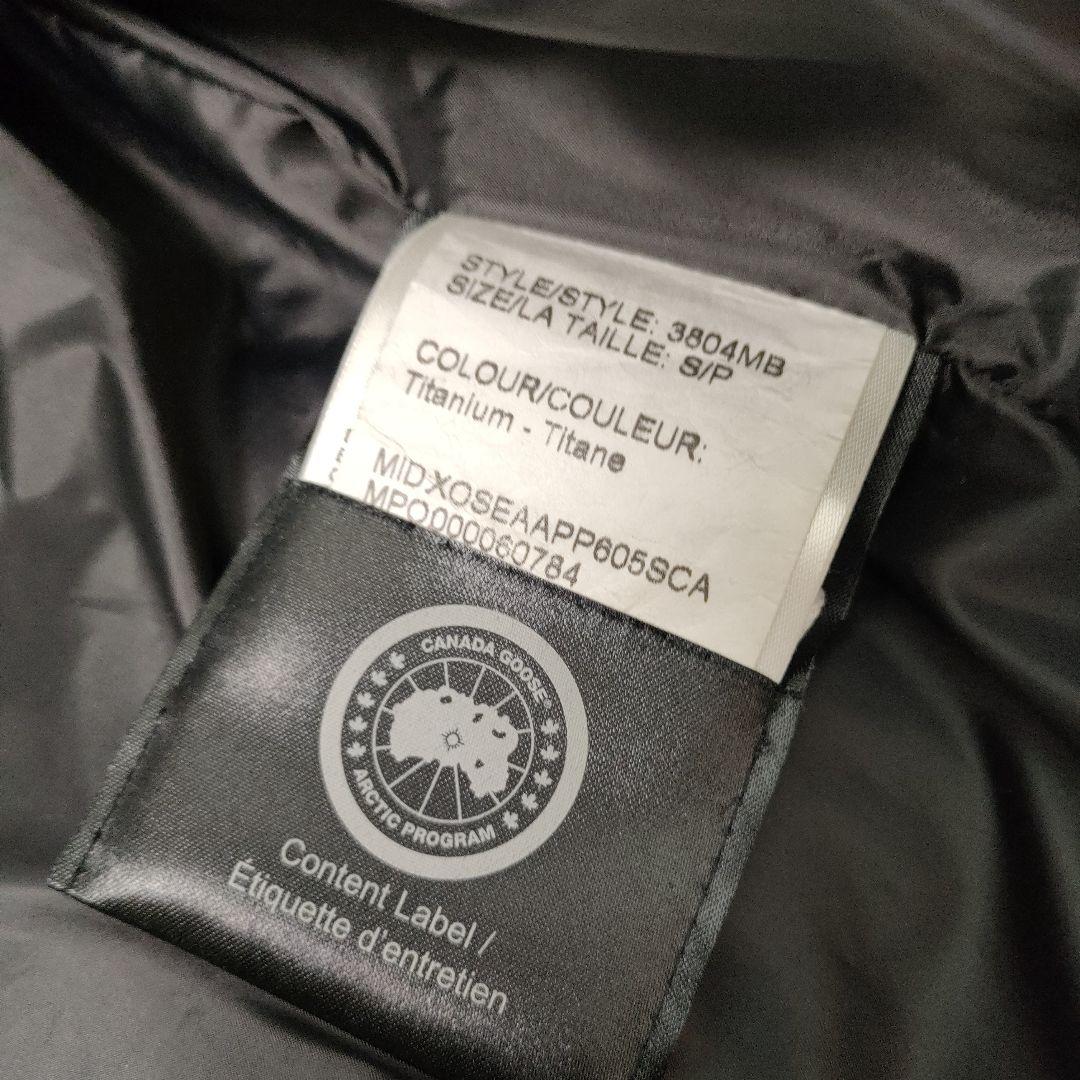 STYLE/STYLE: 3804MB
SIZE/LA TAILLE: S/P
COLOUR/COULEUR:
Titanium - Titane
MIDXOSEAAPP605SCA
MPO000060784
CANADA GOOSE
ARCTIC PROGRAM
Content Label /
Étiquette d'entretien